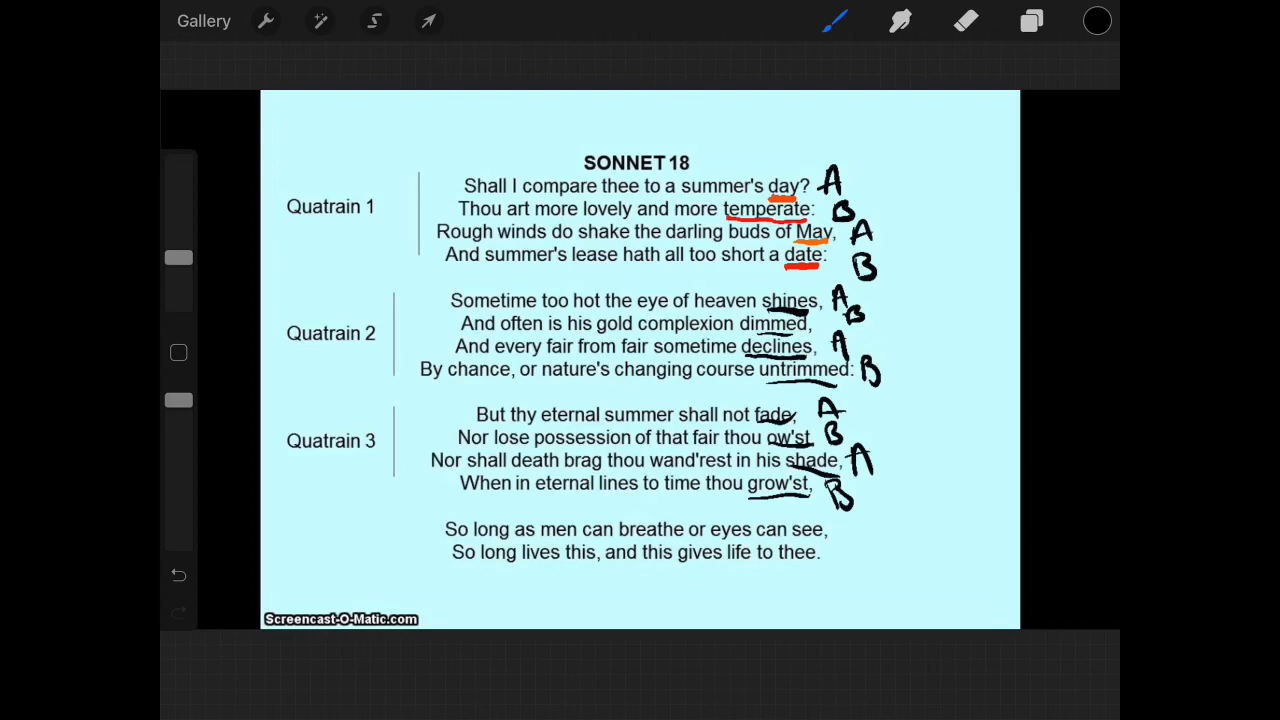 Gallery
SONNET 18
Quatrain 1
Shall I compare thee to a summer's day? A
Thou art more lovely and more temperate: B
Rough winds do shake the darling buds of May, A
And summer's lease hath all too short a date: B
Quatrain 2
Sometime too hot the eye of heaven shines, A
And often is his gold complexion dimmed, B
And every fair from fair sometime declines, A
By chance, or nature's changing course untrimmed: B
Quatrain 3
But thy eternal summer shall not fade, A
Nor lose possession of that fair thou ow'st B
Nor shall death brag thou wand'rest in his shade, A
When in eternal lines to time thou grow'st, B
So long as men can breathe or eyes can see,
So long lives this, and this gives life to thee.
Screencast-O-Matic.com